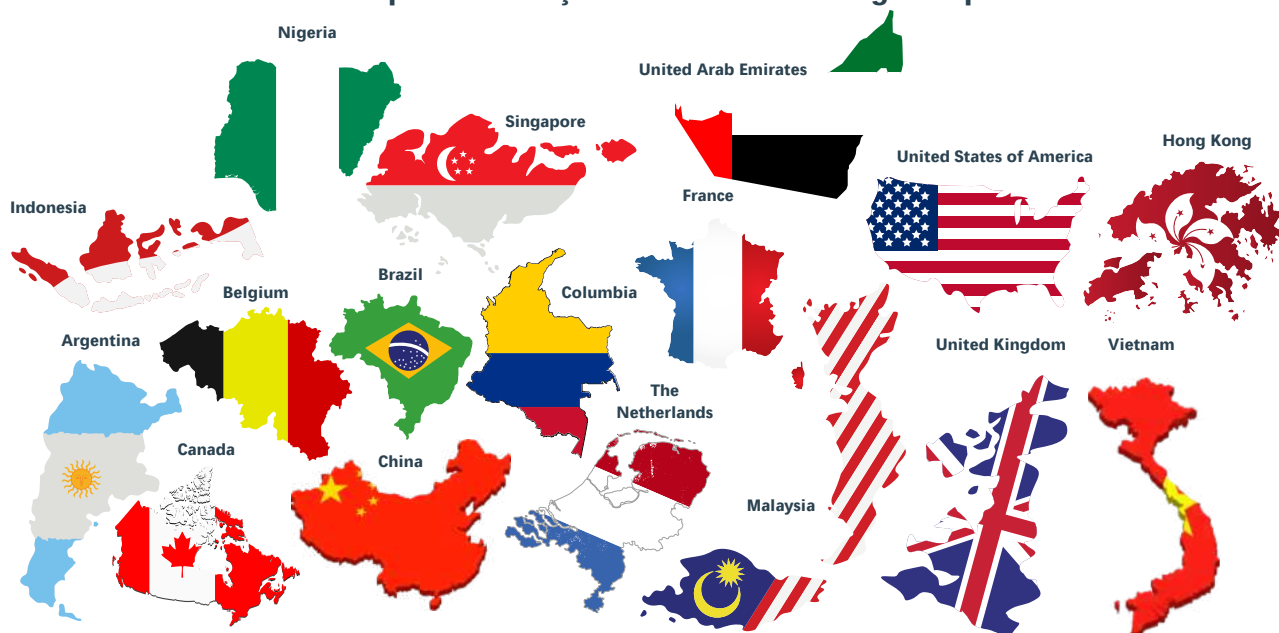 Nigeria
United Arab Emirates
Singapore
Hong Kong
United States of America
France
Indonesia
Brazil
Belgium
Columbia
Argentina
United Kingdom
Vietnam
The
Netherlands
Canada
China
Malaysia